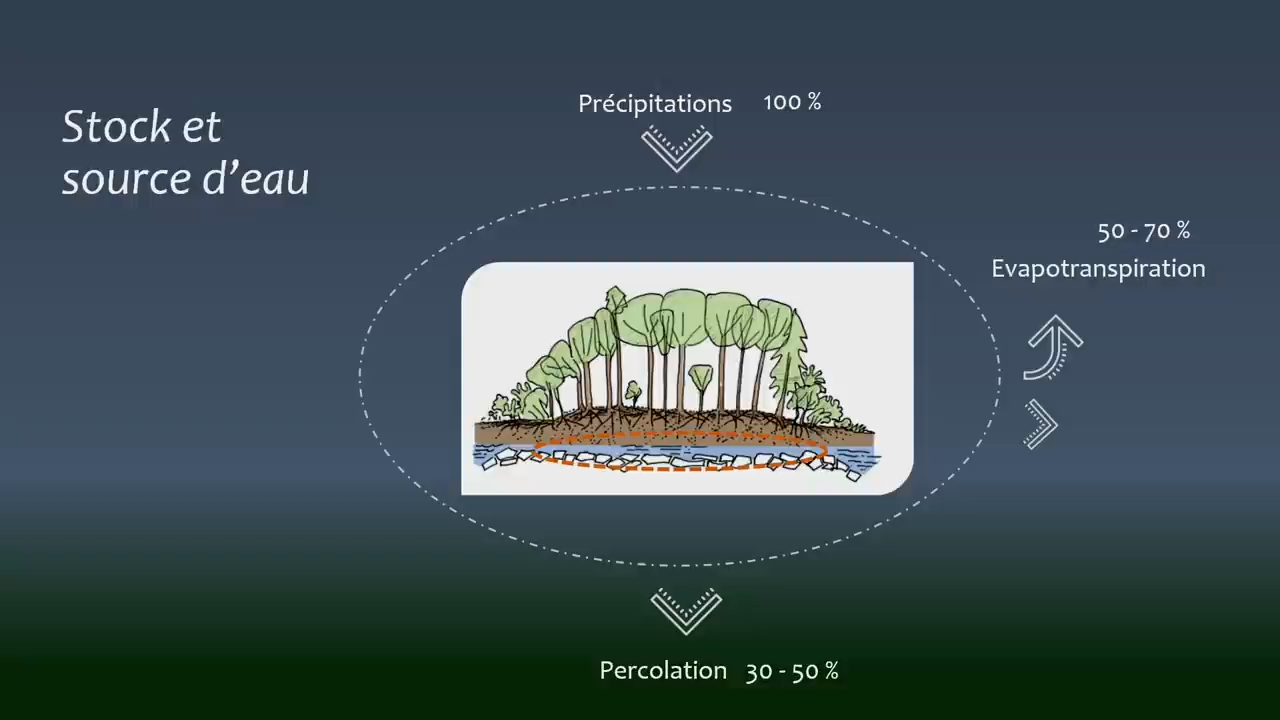 Stock et
source d’eau
Précipitations 100 %
50 - 70 %
Evapotranspiration
Percolation 30 - 50 %